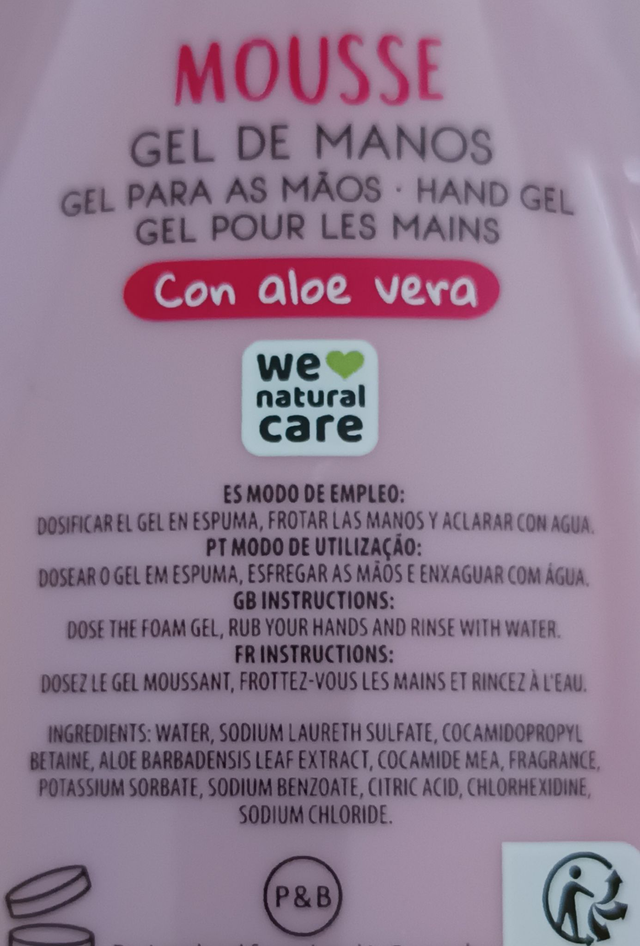 MOUSSE
GEL DE MANOS
GEL PARA AS MÃOS · HAND GEL
GEL POUR LES MAINS
Con aloe vera
we
natural
care
ES MODO DE EMPLEO:
DOSIFICAR EL GEL EN ESPUMA, FROTAR LAS MANOS Y ACLARAR CON AGUA.
PT MODO DE UTILIZAÇÃO:
DOSEAR O GEL EM ESPUMA, ESFREGAR AS MÃOS E ENXAGUAR COM ÁGUA.
GB INSTRUCTIONS:
DOSE THE FOAM GEL, RUB YOUR HANDS AND RINSE WITH WATER.
FR INSTRUCTIONS:
DOSEZ LE GEL MOUSSANT, FROTTEZ-VOUS LES MAINS ET RINCEZ À L'EAU.
INGREDIENTS: WATER, SODIUM LAURETH SULFATE, COCAMIDOPROPYL
BETAINE, ALOE BARBADENSIS LEAF EXTRACT, COCAMIDE MEA, FRAGRANCE,
POTASSIUM SORBATE, SODIUM BENZOATE, CITRIC ACID, CHLORHEXIDINE,
SODIUM CHLORIDE.
P&B